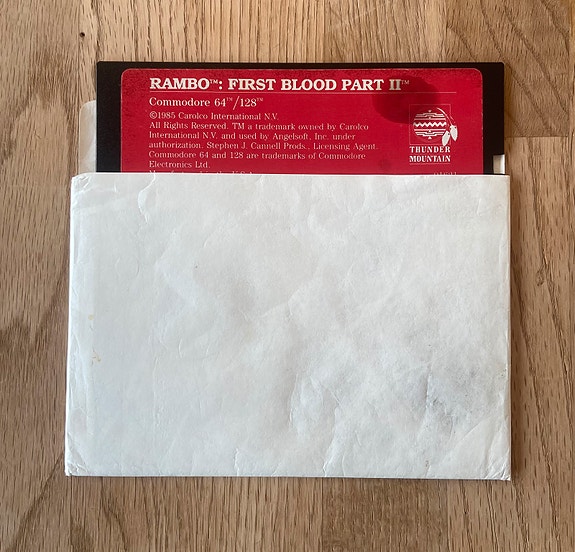 RAMBO™: FIRST BLOOD PART II™
Commodore 64™/128™
©1985 Carolco International N.V.
All Rights Reserved. TM a trademark owned by Carolco
International N.V. and used by Angelsoft, Inc. under
authorization. Stephen J. Cannell Prods., Licensing Agent.
Commodore 64 and 128 are trademarks of Commodore
Electronics Ltd.
THUNDER
MOUNTAIN